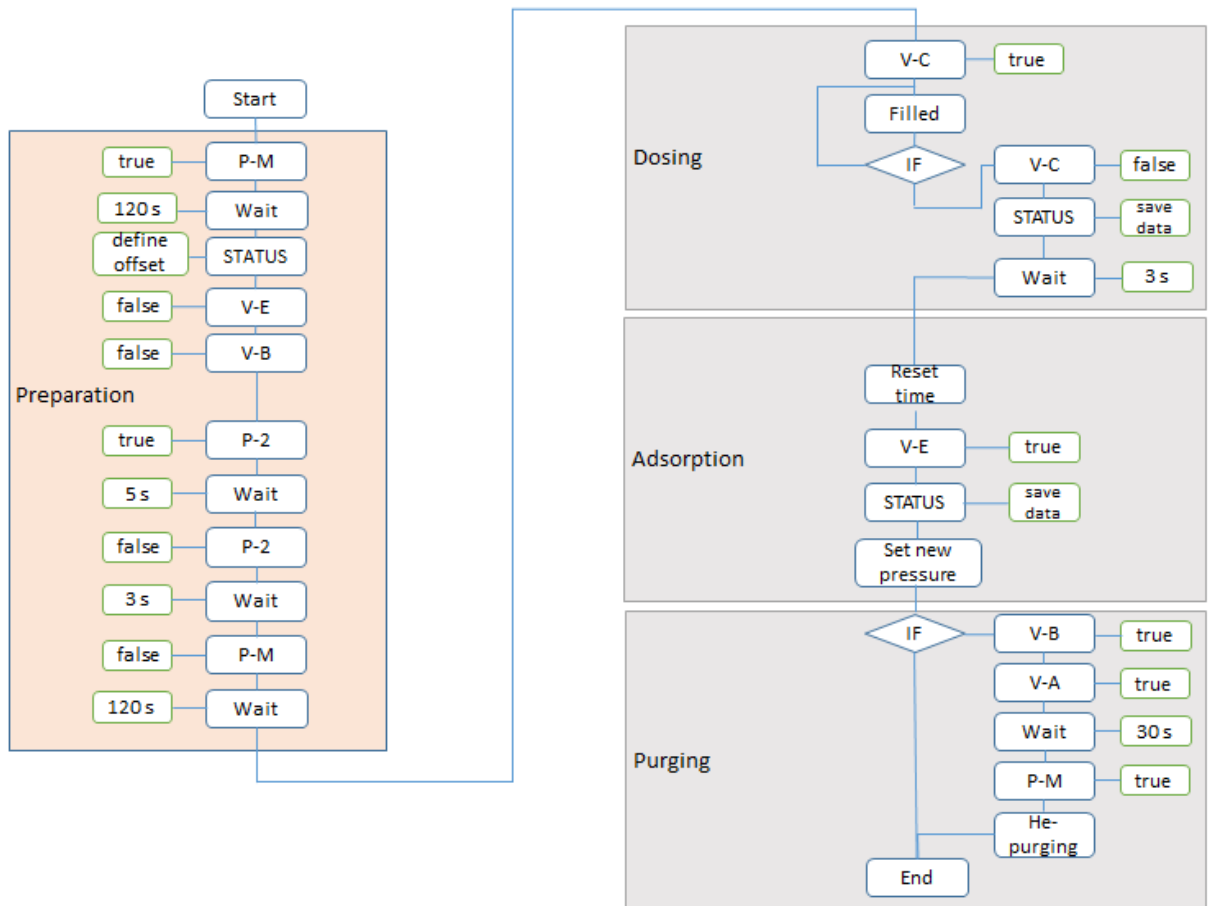 Start
Preparation
true
P-M
120 s
Wait
define
offset
STATUS
false
V-E
false
V-B
true
P-2
5 s
Wait
false
P-2
3 s
Wait
false
P-M
120 s
Wait
Dosing
V-C
true
Filled
IF
V-C
false
STATUS
save
data
Wait
3 s
Adsorption
Reset
time
V-E
true
STATUS
save
data
Set new
pressure
Purging
IF
V-B
true
V-A
true
Wait
30 s
P-M
true
He-
purging
End